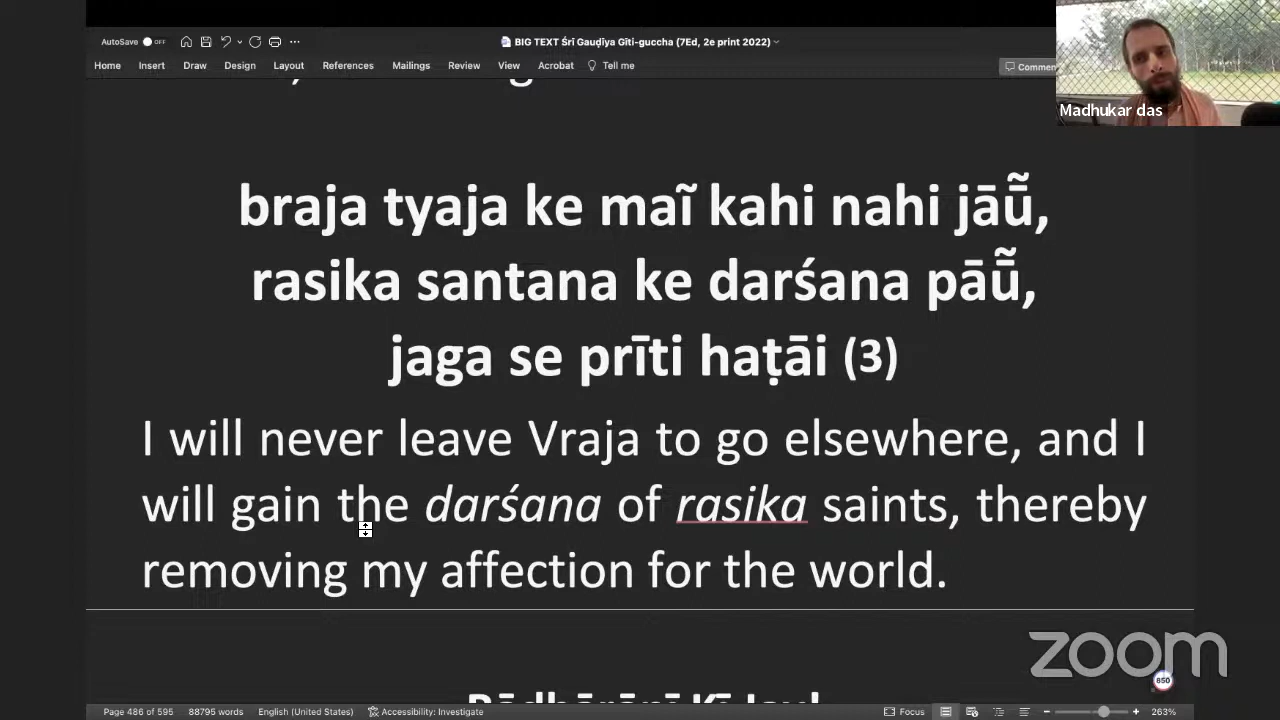 AutoSave OFF
BIG TEXT Śrī Gauḍīya Gīti-guccha (7Ed, 2e print 2022)
Home Insert Draw Design Layout References Mailings Review View Acrobat Tell me
Commen
Madhukar das
braja tyaja ke maĩ kahi nahi jāū̃,
rasika santana ke darśana pāū̃,
jaga se prīti haṭāi (3)
I will never leave Vraja to go elsewhere, and I
will gain the darśana of rasika saints, thereby
removing my affection for the world.
zoom
850
Page 486 of 595 88795 words English (United States) Accessibility: Investigate Focus 263%